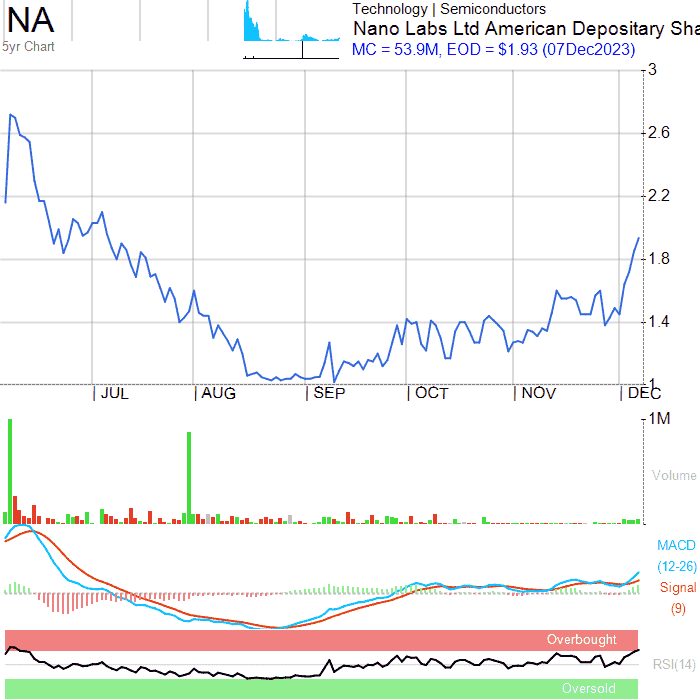 NA
5yr Chart
Technology | Semiconductors
Nano Labs Ltd American Depositary Sha
MC = 53.9M, EOD = $1.93 (07Dec2023)
3
2.6
2.2
1.8
1.4
1
JUL AUG SEP OCT NOV DEC
1M
Volume
MACD
(12-26)
Signal
(9)
Overbought
RSI(14)
Oversold